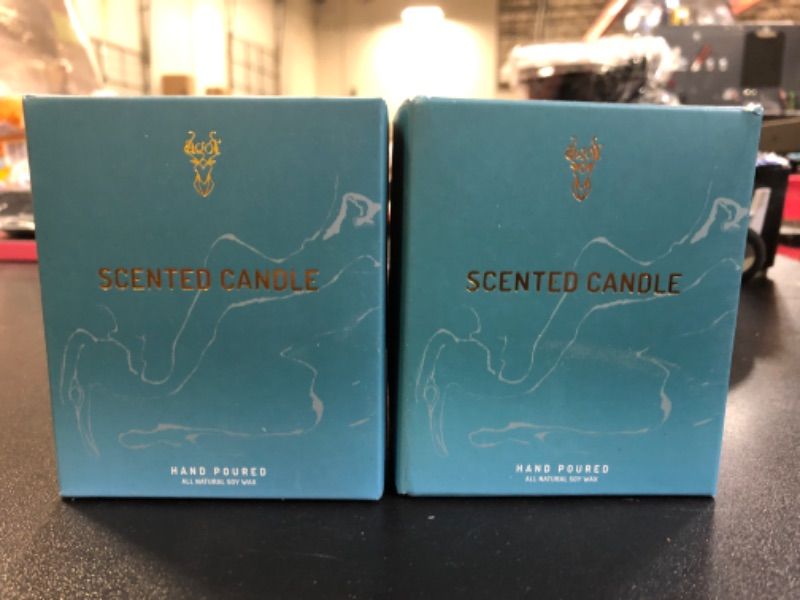 SCENTED CANDLE
HAND POURED
ALL NATURAL SOY WAX
SCENTED CANDLE
HAND POURED
ALL NATURAL SOY WAX